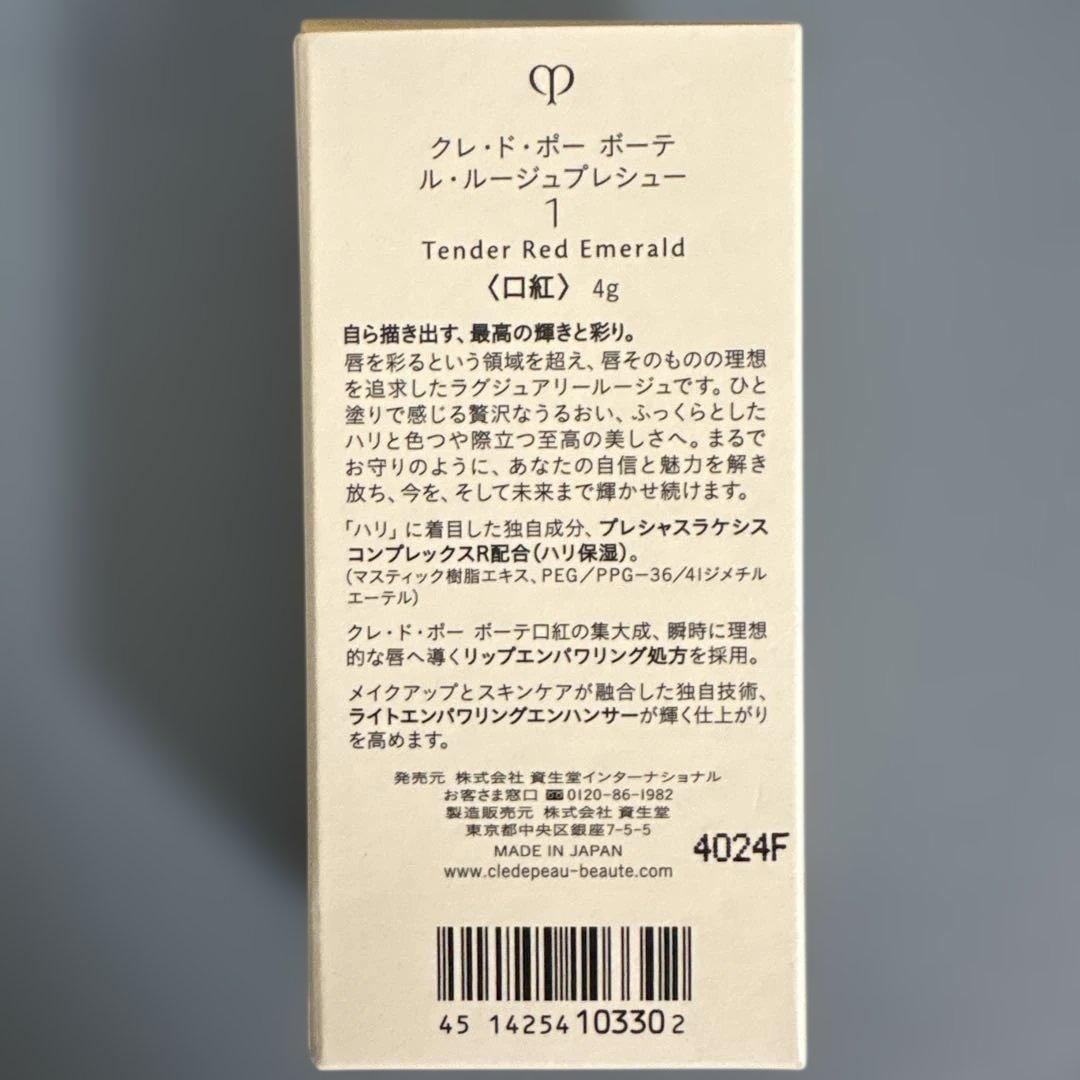 クレ・ド・ポー ボーテ
ル・ルージュプレシュー
1
Tender Red Emerald
〈口紅〉 4g
自ら描き出す、最高の輝きと彩り。
唇を彩るという領域を超え、唇そのものの理想
を追求したラグジュアリールージュです。ひと
塗りで感じる贅沢なうるおい、ふっくらとした
ハリと色つや際立つ至高の美しさへ。まるで
お守りのように、あなたの自信と魅力を解き
放ち、今を、そして未来まで輝かせ続けます。
「ハリ」に着目した独自成分、プレシャスラケシス
コンプレックスR配合(ハリ保湿)。
(マスティック樹脂エキス、PEG/PPG-36/41ジメチル
エーテル)
クレ・ド・ポー ボーテ口紅の集大成、瞬時に理想
的な唇へ導くリップエンパワリング処方を採用。
メイクアップとスキンケアが融合した独自技術、
ライトエンパワリングエンハンサーが輝く仕上がり
を高めます。
発売元 株式会社 資生堂インターナショナル
お客さま窓口 0120-86-1982
製造販売元 株式会社 資生堂
東京都中央区銀座7-5-5
MADE IN JAPAN
4024F
www.cledepeau-beaute.com
45 14254 10330 2